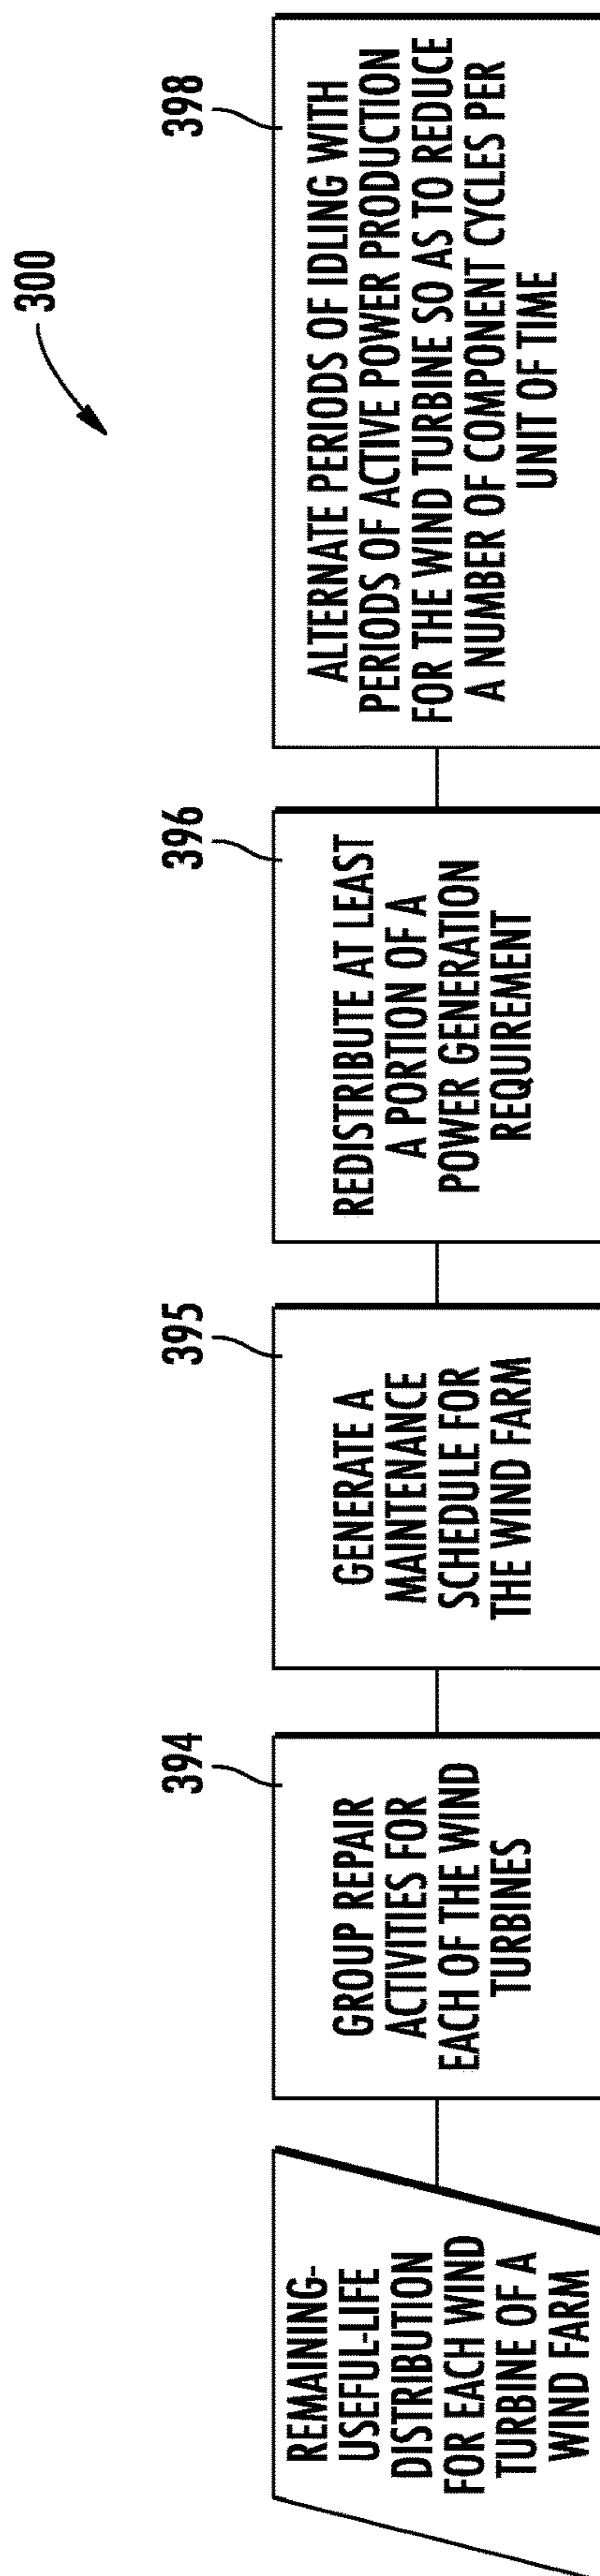 300
REMAINING-
USEFUL-LIFE
DISTRIBUTION
FOR EACH WIND
TURBINE OF A
WIND FARM
394
GROUP REPAIR
ACTIVITIES FOR
EACH OF THE WIND
TURBINES
395
GENERATE A
MAINTENANCE
SCHEDULE FOR
THE WIND FARM
396
REDISTRIBUTE AT LEAST
A PORTION OF A
POWER GENERATION
REQUIREMENT
398
ALTERNATE PERIODS OF IDLING WITH
PERIODS OF ACTIVE POWER PRODUCTION
FOR THE WIND TURBINE SO AS TO REDUCE
A NUMBER OF COMPONENT CYCLES PER
UNIT OF TIME